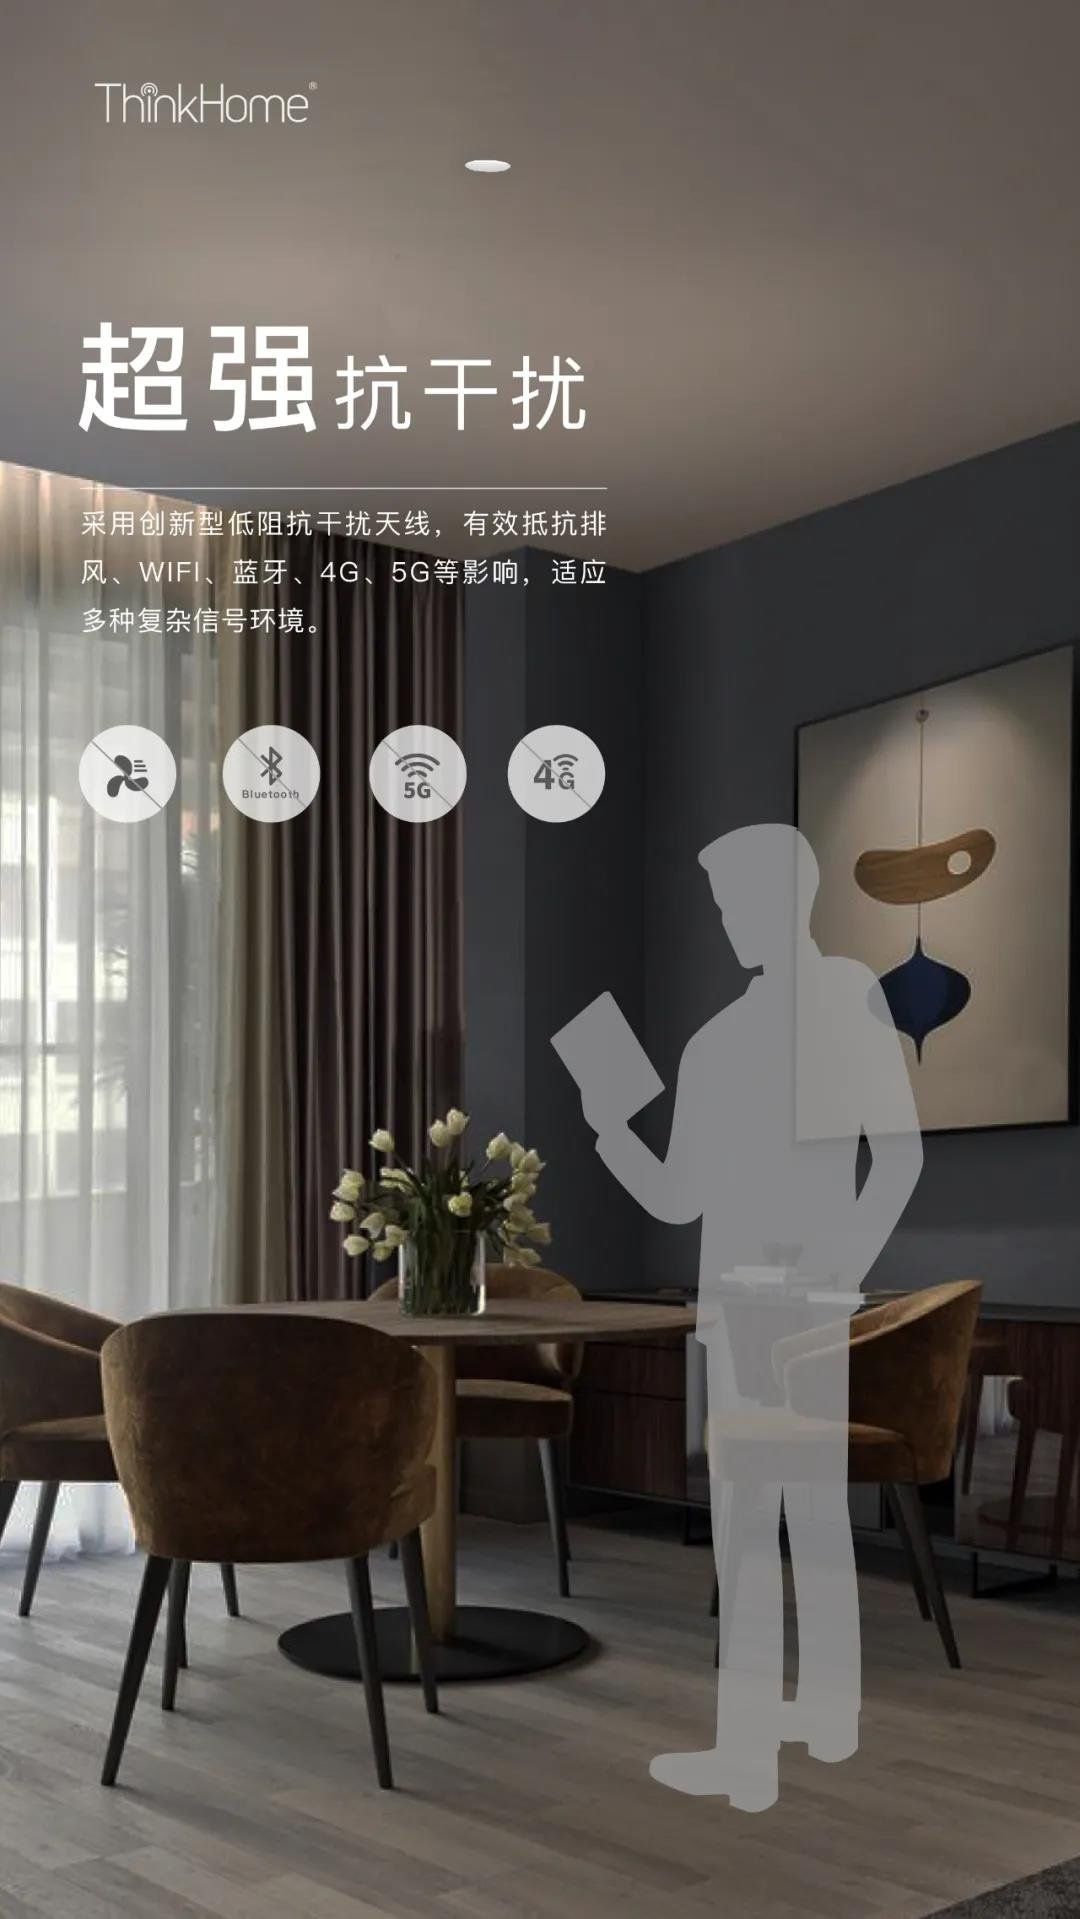 ThinkHome®
超强抗干扰
采用创新型低阻抗干扰天线，有效抵抗排
风、WIFI、蓝牙、4G、5G等影响，适应
多种复杂信号环境。
Bluetooth
5G
4G